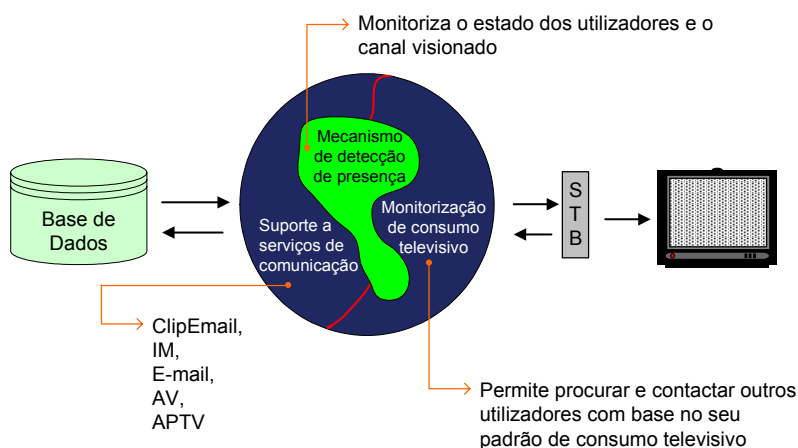 Monitoriza o estado dos utilizadores e o
canal visionado
Mecanismo
de detecção
de presença
Base de
Dados
Suporte a
serviços de
comunicação
Monitorização
de consumo
televisivo
S
T
B
ClipEmail,
IM,
E-mail,
AV,
APTV
Permite procurar e contactar outros
utilizadores com base no seu
padrão de consumo televisivo